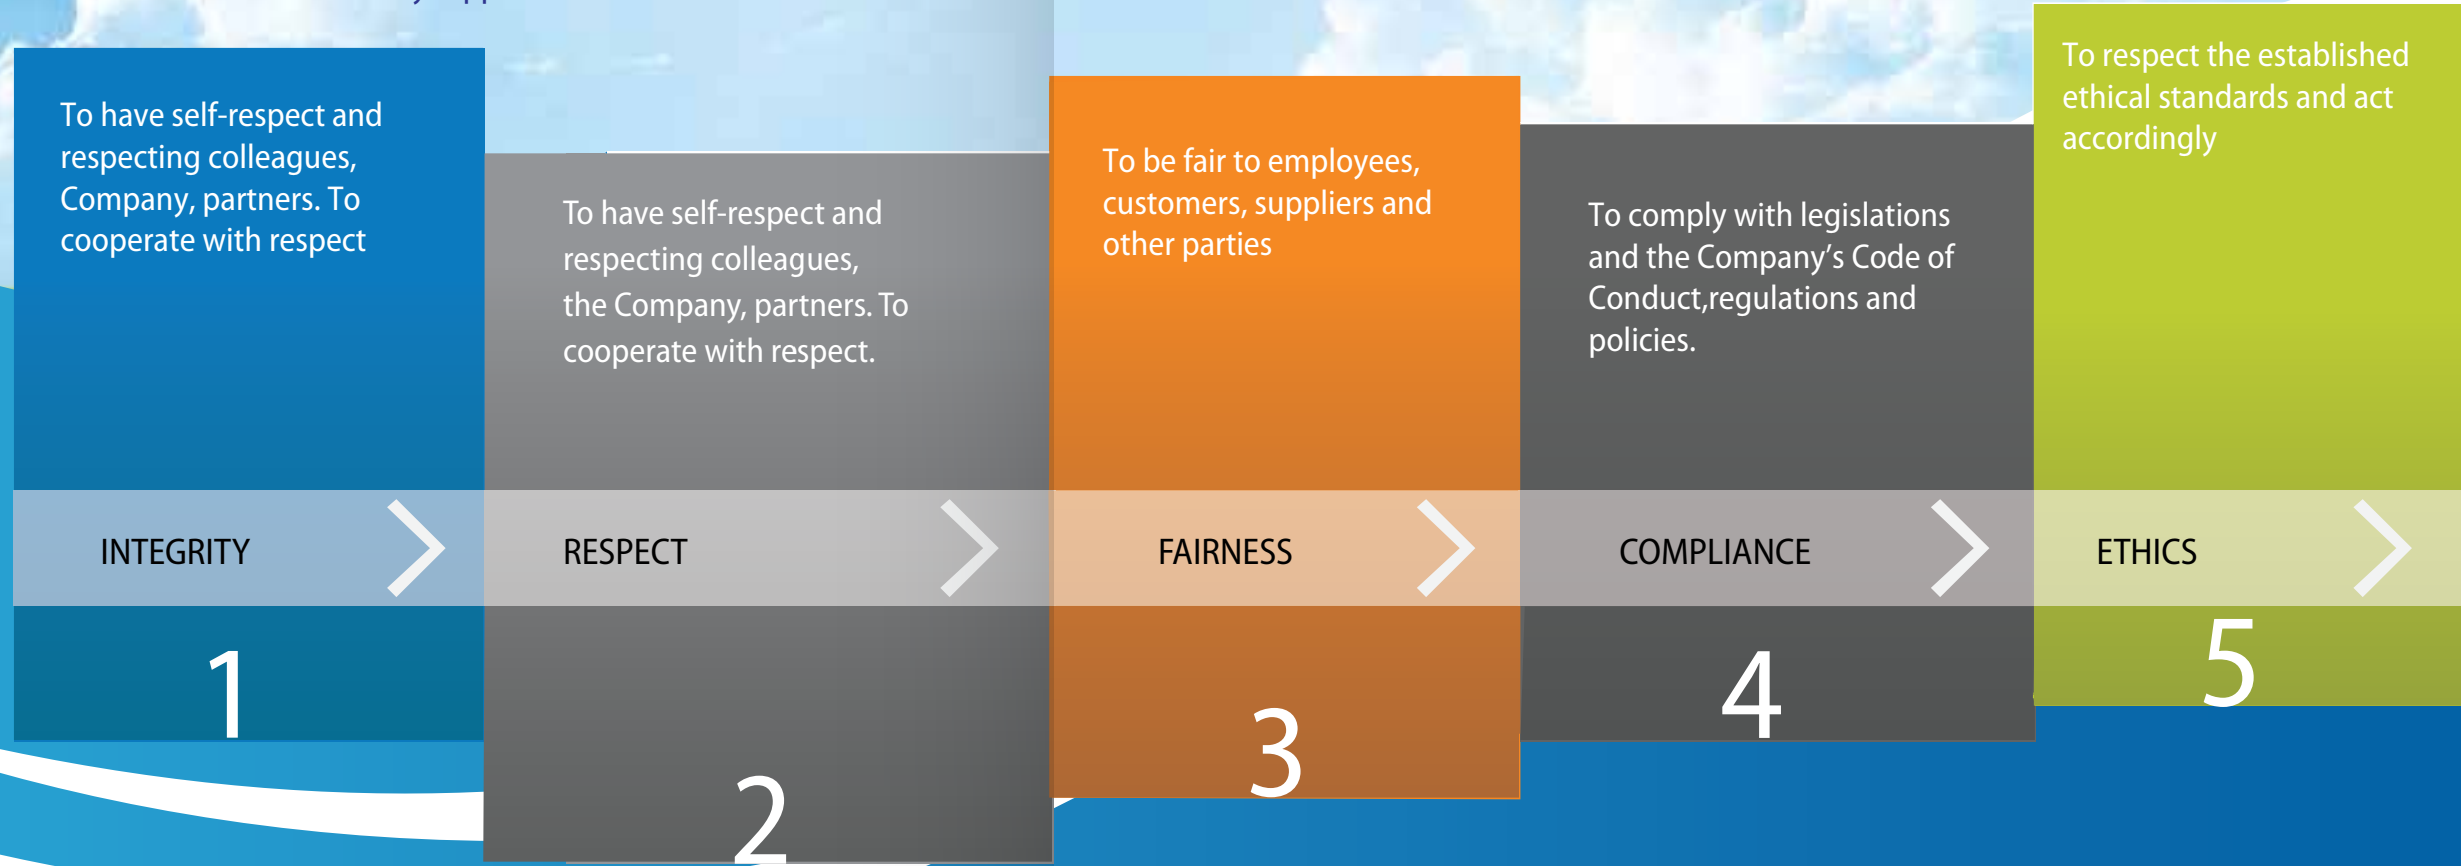 To have self-respect and
respecting colleagues,
Company, partners. To
cooperate with respect
INTEGRITY
1
To have self-respect and
respecting colleagues,
the Company, partners. To
cooperate with respect.
RESPECT
2
To be fair to employees,
customers, suppliers and
other parties
FAIRNESS
3
To comply with legislations
and the Company’s Code of
Conduct,regulations and
policies.
COMPLIANCE
4
To respect the established
ethical standards and act
accordingly
ETHICS
5